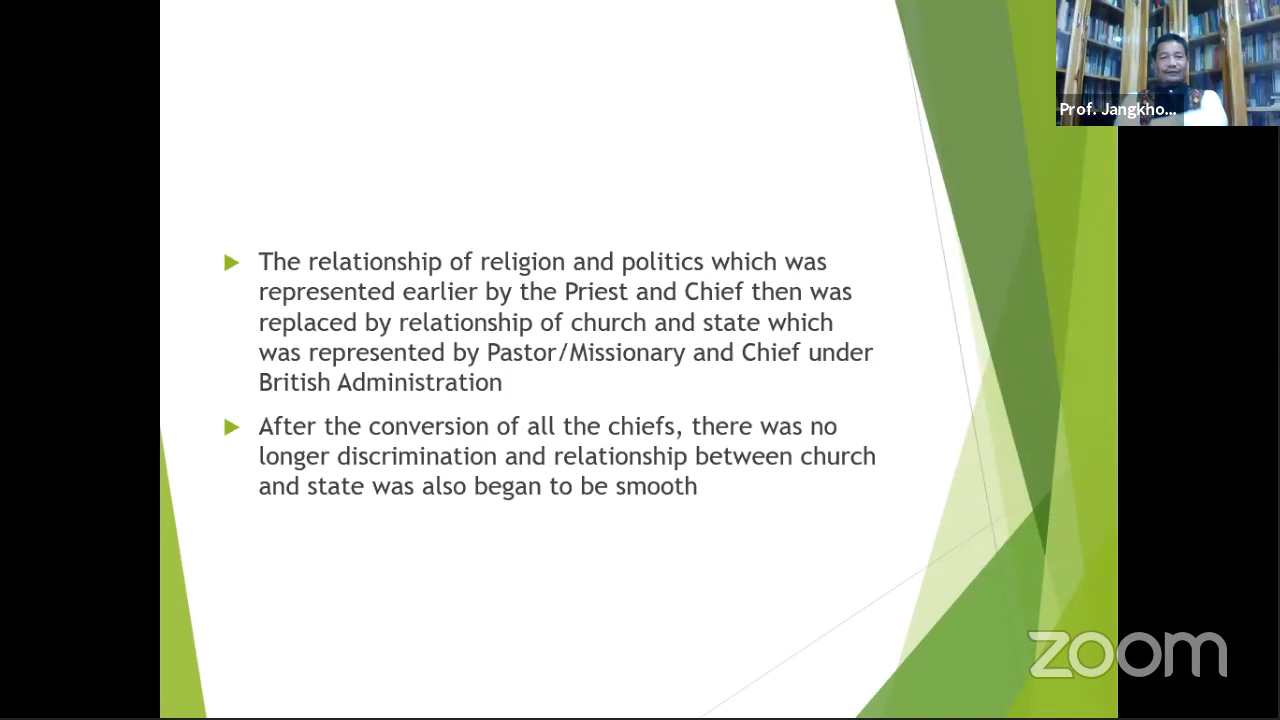 Prof. Jangkho...
The relationship of religion and politics which was
represented earlier by the Priest and Chief then was
replaced by relationship of church and state which
was represented by Pastor/Missionary and Chief under
British Administration
After the conversion of all the chiefs, there was no
longer discrimination and relationship between church
and state was also began to be smooth
zoom